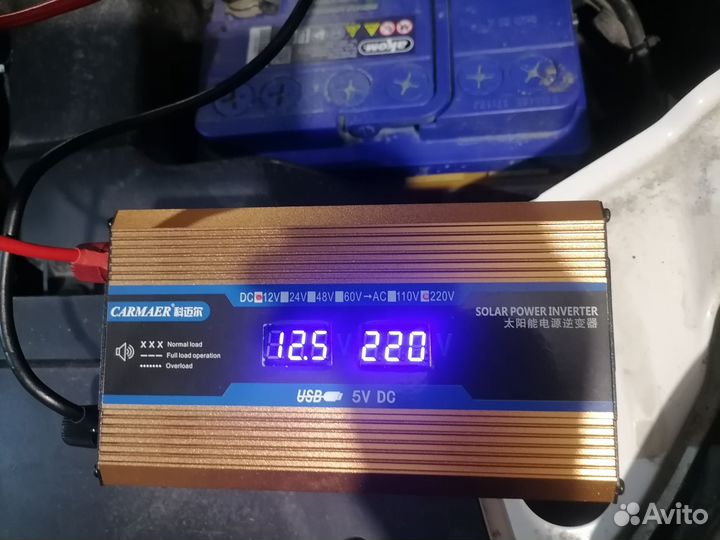 akom
DC 12V 24V 48V 60V→AC 110V 220V
CARMAER® 科迈尔
SOLAR POWER INVERTER
太阳能电源逆变器
X X X Normal load
--- Full load operation
....... Overload
12.5 V 220 V
USB 5V DC
Avito